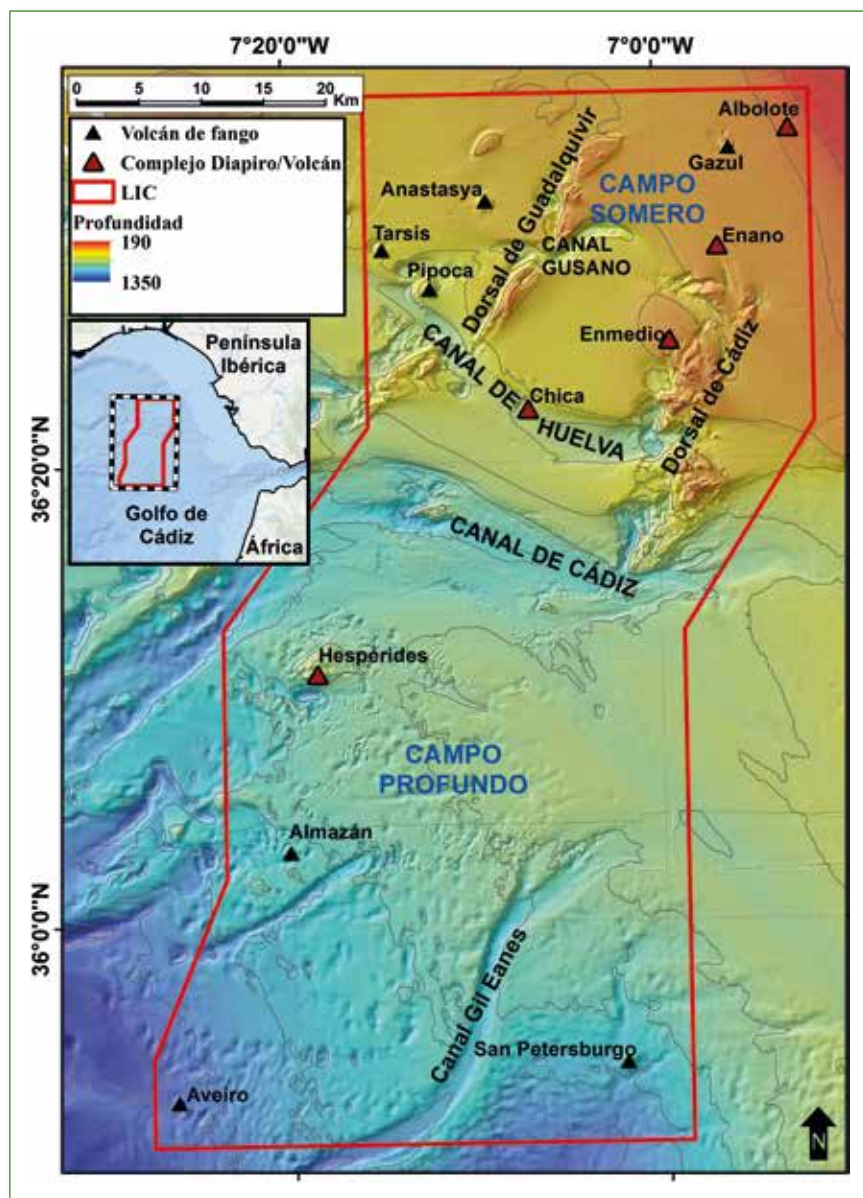 7°20'0"W
7°0'0"W
0 5 10 15 20
Km
Volcán de fango
Complejo Diapiro/Volcán
LIC
Profundidad
190
1350
Península
Ibérica
Golfo de
Cádiz
África
36°20'0"N
36°0'0"N
Albolote
Gazul
Anastasya
Dorsal de Guadalquivir
CAMPO
SOMERO
Tarsis
Enano
CANAL
GUSANO
Pipoca
Enmedio
CANAL DE HUELVA
Chica
Dorsal de Cádiz
CANAL DE CÁDIZ
Hespérides
CAMPO
PROFUNDO
Almazán
Canal Gil Eanes
San Petersburgo
Aveiro
N